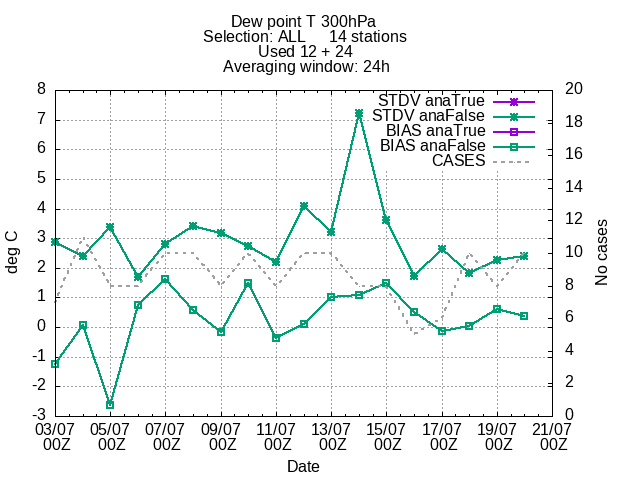 Dew point T 300hPa
Selection: ALL     14 stations
Used 12 + 24
Averaging window: 24h
8
7
6
5
4
3
2
1
0
-1
-2
-3
20
18
16
14
12
10
8
6
4
2
0
deg C
No cases
STDV anaTrue
STDV anaFalse
BIAS anaTrue
BIAS anaFalse
CASES
03/07 05/07 07/07 09/07 11/07 13/07 15/07 17/07 19/07 21/07
00Z 00Z 00Z 00Z 00Z 00Z 00Z 00Z 00Z 00Z
Date